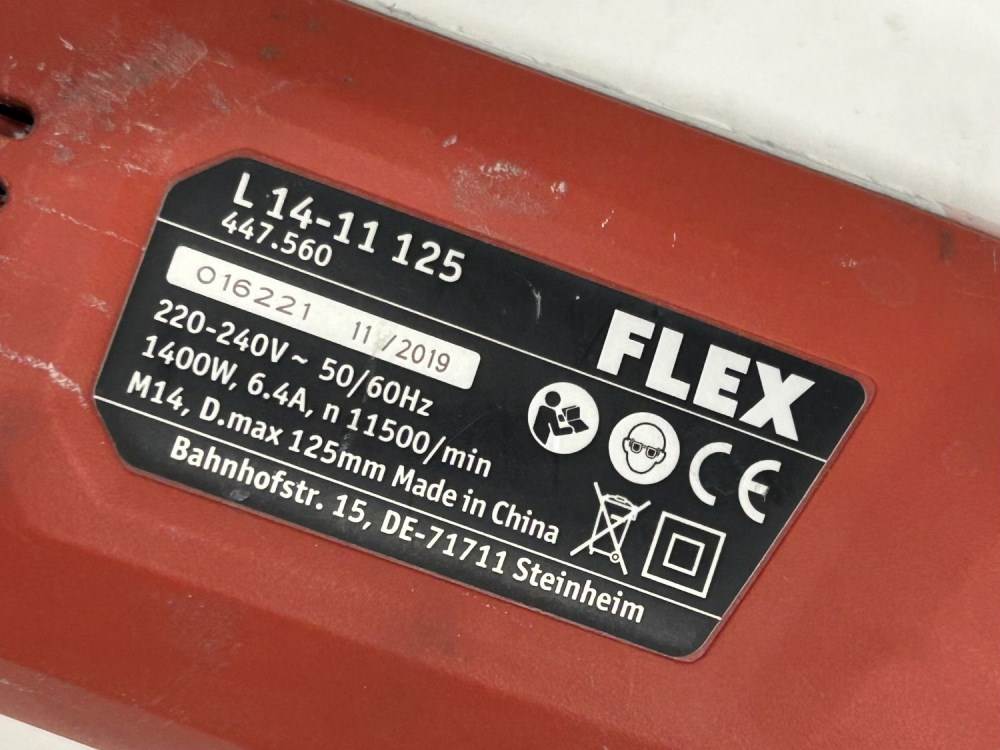 L 14-11 125
447.560
016221 11/2019
FLEX
220-240V~ 50/60Hz
1400W, 6.4A, n 11500/min
M14, D.max 125mm Made in China
CE
Bahnhofstr. 15, DE-71711 Steinheim